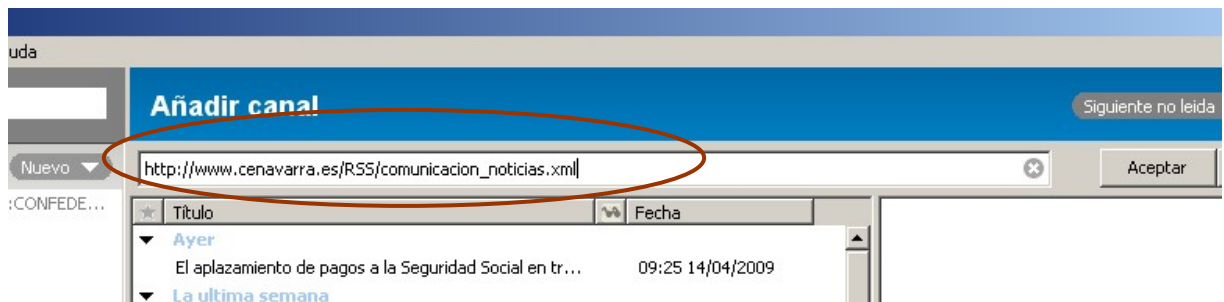 uda
Añadir canal
Siguiente no leida
Nuevo
http://www.cenavarra.es/RSS/comunicacion_noticias.xml
Aceptar
:CONFEDE...
Título
Fecha
Ayer
El aplazamiento de pagos a la Seguridad Social en tr...
09:25 14/04/2009
La ultima semana